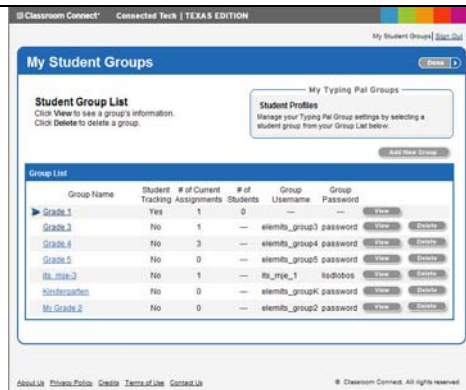 Classroom Connect® Connected Tech | TEXAS EDITION
My Student Groups| Sign Out
My Student Groups
Done
Student Group List
Click View to see a group's information.
Click Delete to delete a group.
My Typing Pal Groups
Student Profiles
Manage your Typing Pal Group settings by selecting a
student group from your Group List below.
Add New Group
Group List
Group Name Student Tracking # of Current Assignments # of Students Group Username Group Password
Grade 1 Yes 1 0 — — View
Grade 3 No 1 — elemits_group3 password View Delete
Grade 4 No 3 — elemits_group4 password View Delete
Grade 5 No 0 — elemits_group5 password View Delete
its_mje-3 No 1 — its_mje_1 lisdlobos View Delete
Kindergarten No 0 — elemits_groupK password View Delete
My Grade 2 No 0 — elemits_group2 password View Delete
About Us Privacy Policy Credits Terms of Use Contact Us © Classroom Connect. All rights reserved